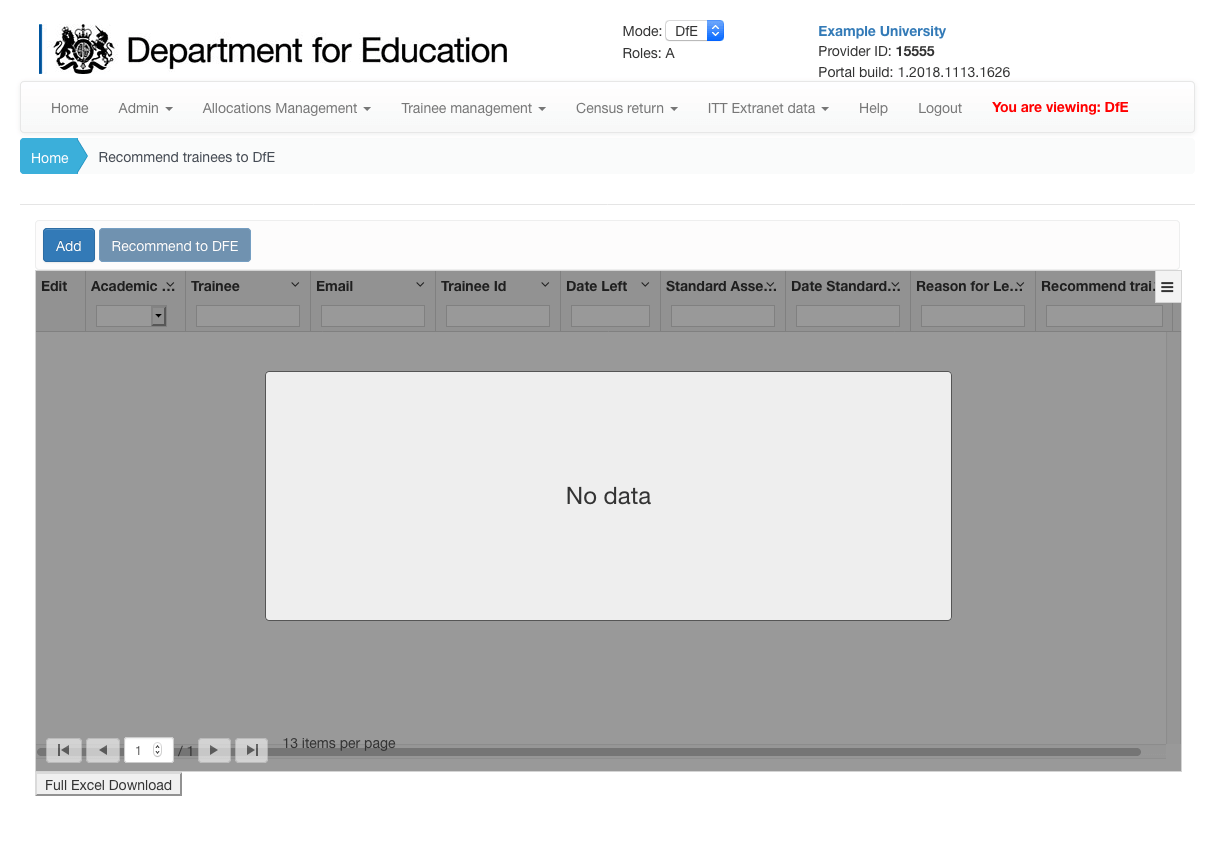 Department for Education
Mode: DfE
Roles: A
Example University
Provider ID: 15555
Portal build: 1.2018.1113.1626
Home Admin Allocations Management Trainee management Census return ITT Extranet data Help Logout You are viewing: DfE
Home Recommend trainees to DfE
Add Recommend to DFE
Edit Academic ... Trainee Email Trainee Id Date Left Standard Asse... Date Standard... Reason for Le... Recommend trai...
No data
1 / 1 13 items per page
Full Excel Download